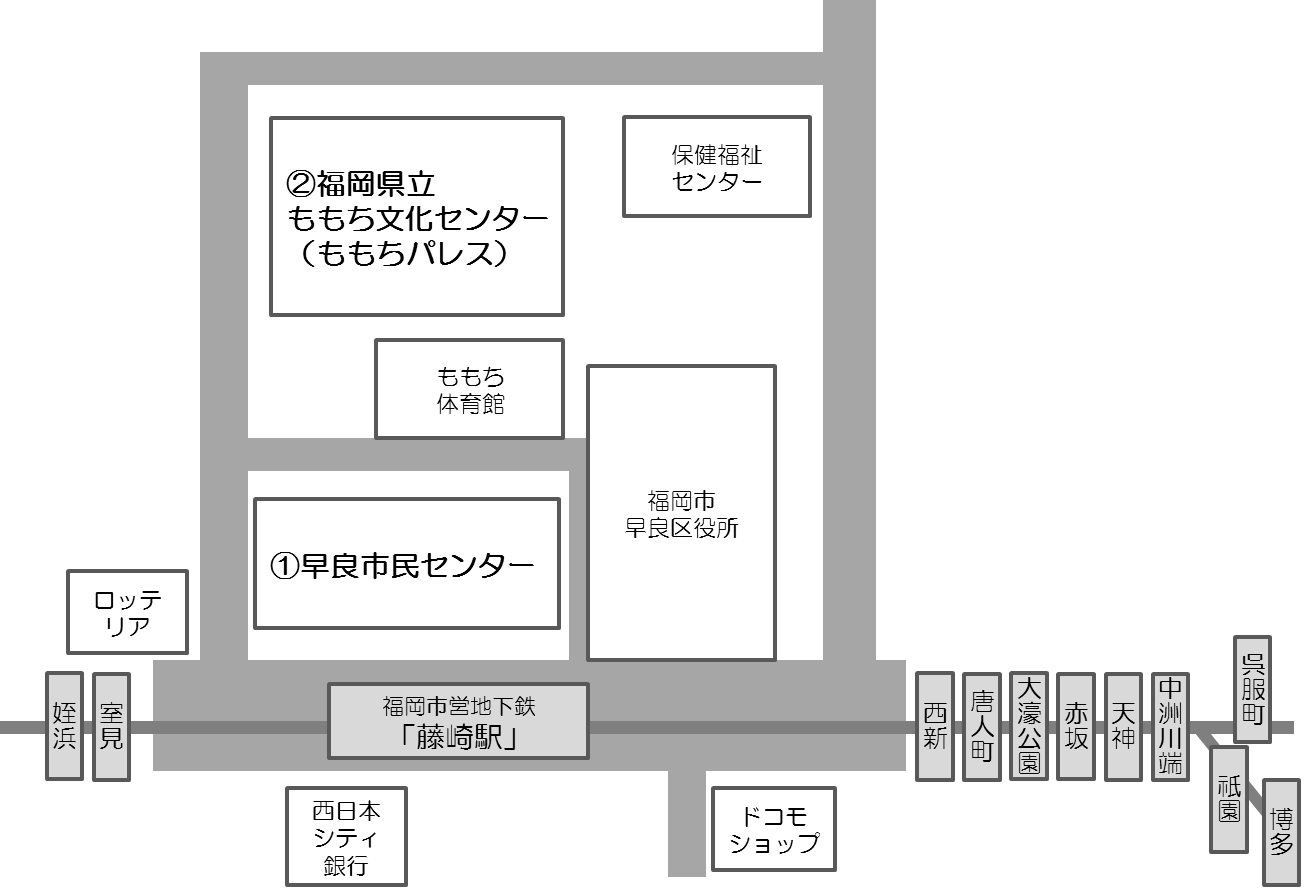 ②福岡県立
ももち文化センター
（ももちパレス）
保健福祉
センター
ももち
体育館
福岡市
早良区役所
①早良市民センター
ロッテ
リア
姪浜
室見
福岡市営地下鉄
「藤崎駅」
西新
唐人町
大濠公園
赤坂
天神
中洲川端
呉服町
祇園
博多
西日本
シティ
銀行
ドコモ
ショップ